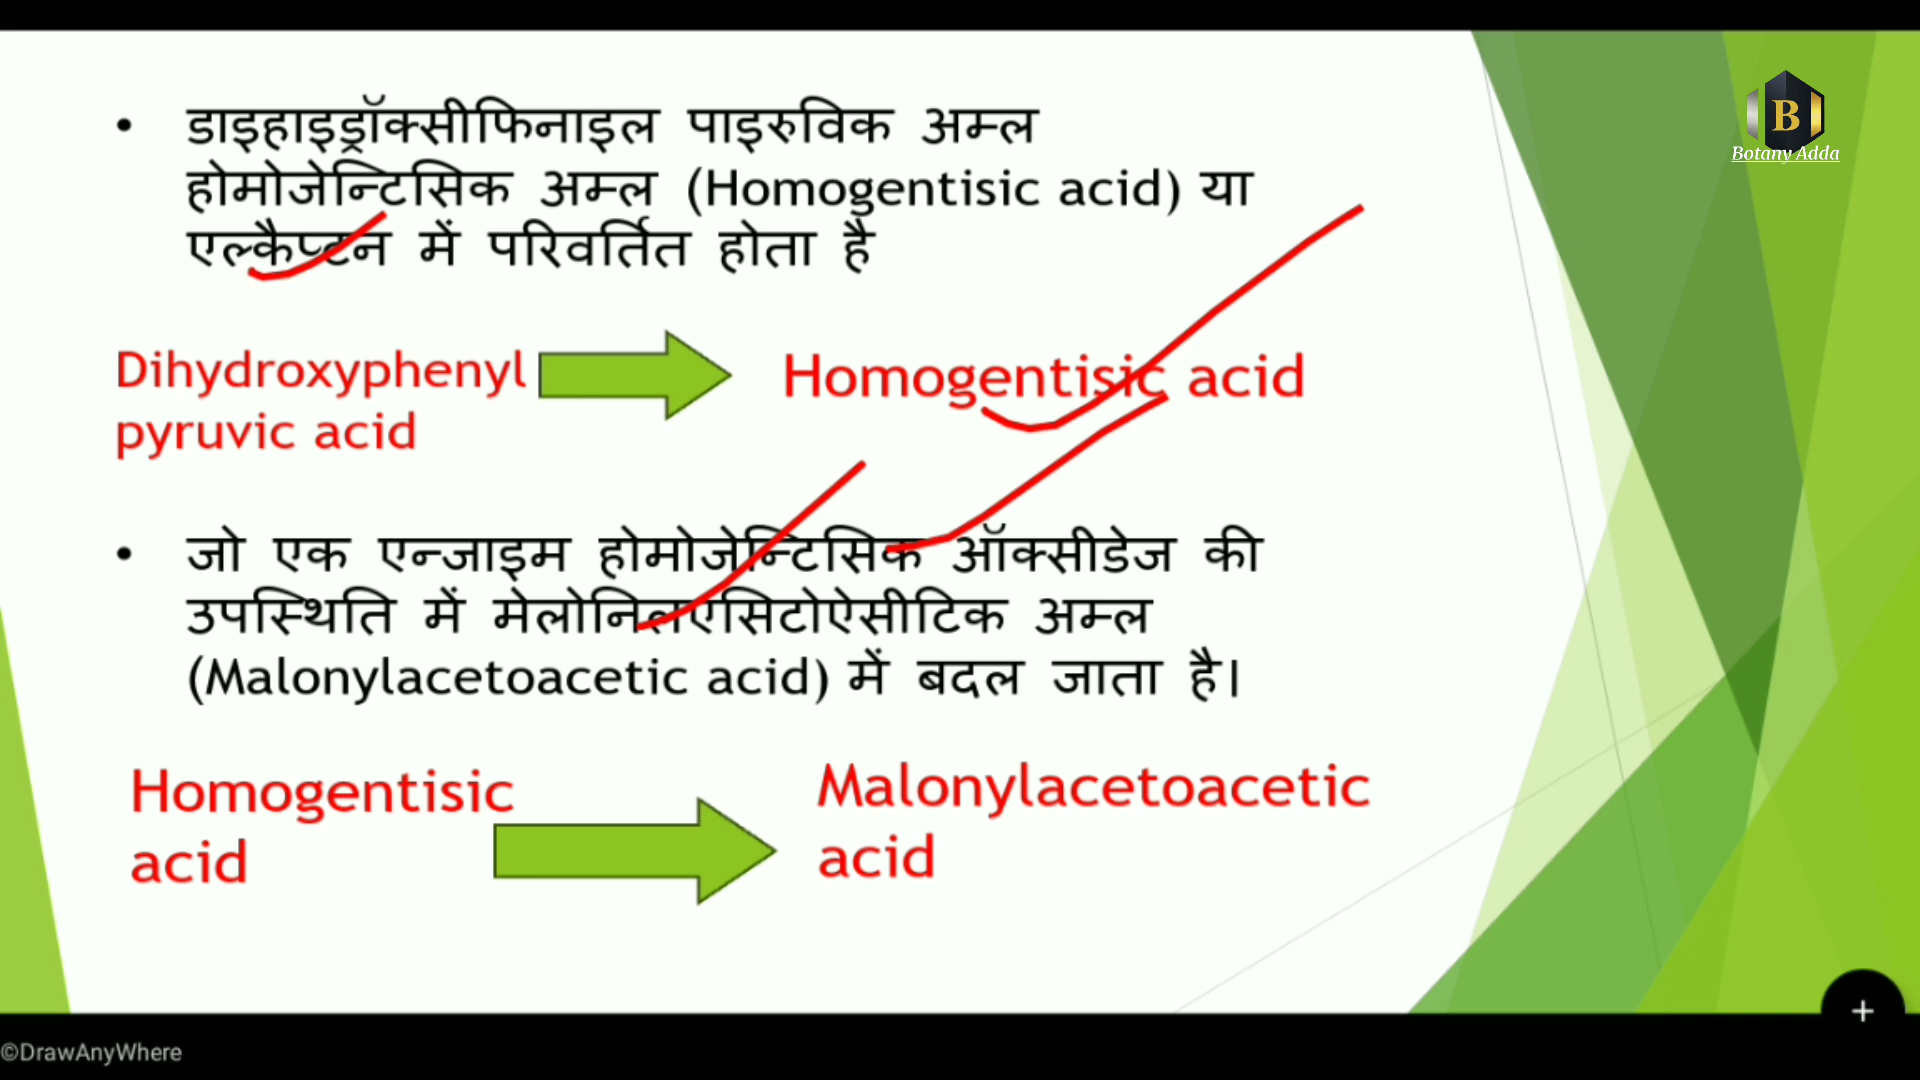 B
Botany Adda
• डाइहाइड्रॉक्सीफिनाइल पाइरुविक अम्ल
होमोजेन्टिसिक अम्ल (Homogentisic acid) या
एल्कैप्टन में परिवर्तित होता है
Dihydroxyphenyl
pyruvic acid
Homogentisic acid
• जो एक एन्जाइम होमोजेन्टिसिक ऑक्सीडेज की
उपस्थिति में मेलोनिलएसिटोऐसीटिक अम्ल
(Malonylacetoacetic acid) में बदल जाता है।
Homogentisic
acid
Malonylacetoacetic
acid
+
©DrawAnyWhere